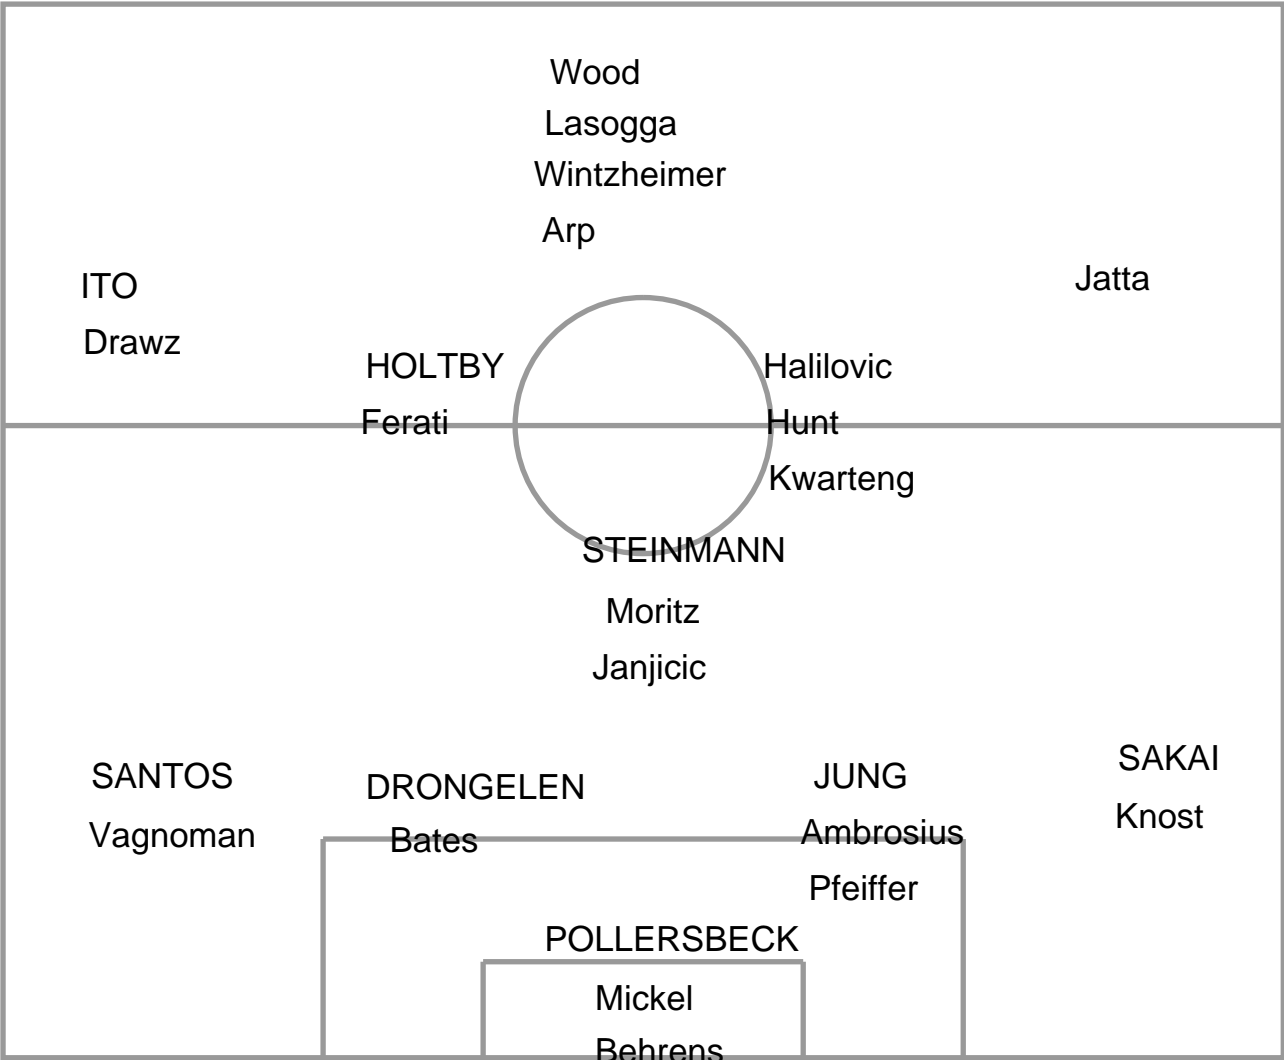 Wood
Lasogga
Wintzheimer
Arp
ITO
Jatta
Drawz
HOLTBY
Halilovic
Ferati
Hunt
Kwarteng
STEINMANN
Moritz
Janjicic
SANTOS
DRONGELEN
JUNG
SAKAI
Vagnoman
Bates
Ambrosius
Knost
Pfeiffer
POLLERSBECK
Mickel
Behrens